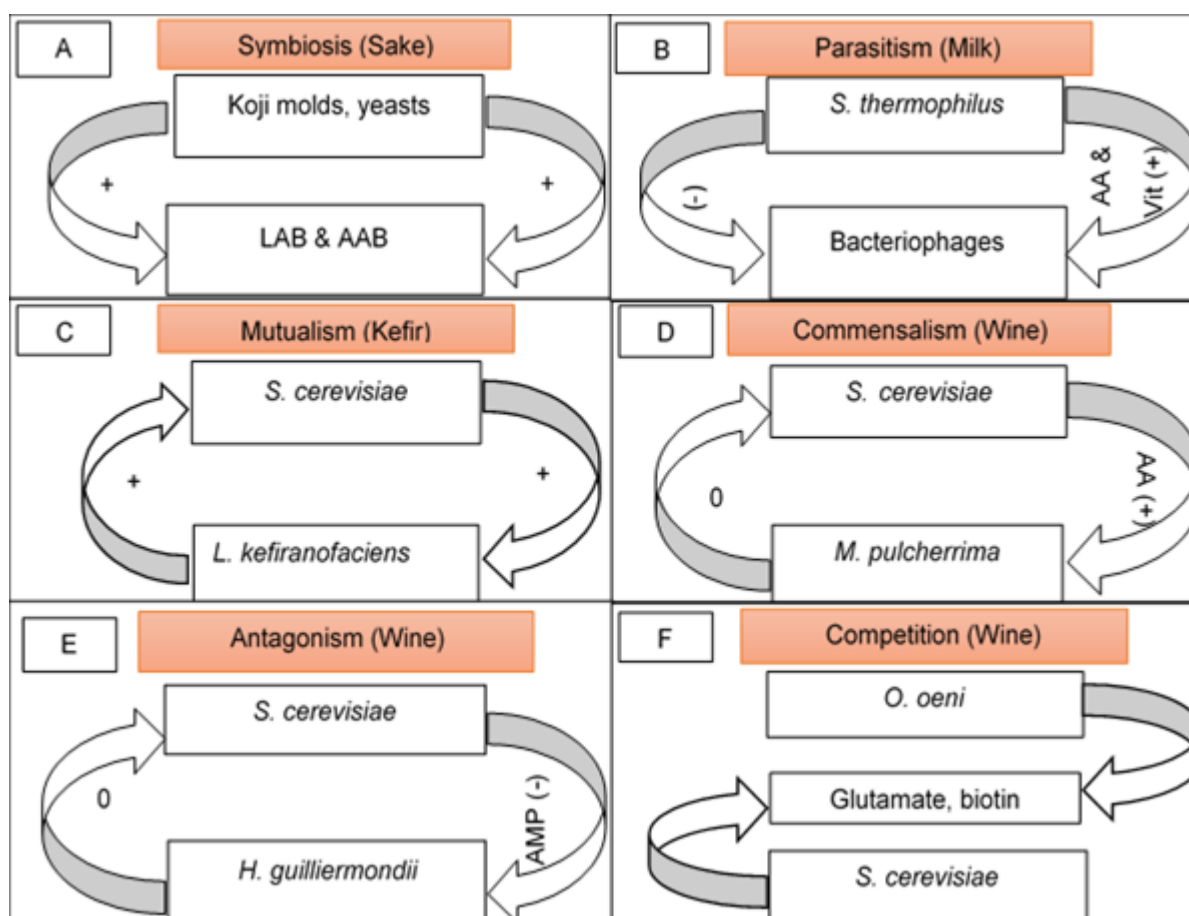 A
Symbiosis (Sake)
Koji molds, yeasts
+
+
LAB & AAB
B
Parasitism (Milk)
S. thermophilus
(-)
AA &
Vit (+)
Bacteriophages
C
Mutualism (Kefir)
S. cerevisiae
+
+
L. kefiranofaciens
D
Commensalism (Wine)
S. cerevisiae
0
AA (+)
M. pulcherrima
E
Antagonism (Wine)
S. cerevisiae
0
AMP (-)
H. guilliermondii
F
Competition (Wine)
O. oeni
Glutamate, biotin
S. cerevisiae